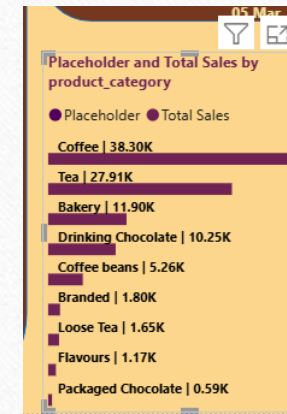 05 Mar
Placeholder and Total Sales by
product_category
Placeholder Total Sales
Coffee | 38.30K
Tea | 27.91K
Bakery | 11.90K
Drinking Chocolate | 10.25K
Coffee beans | 5.26K
Branded | 1.80K
Loose Tea | 1.65K
Flavours | 1.17K
Packaged Chocolate | 0.59K